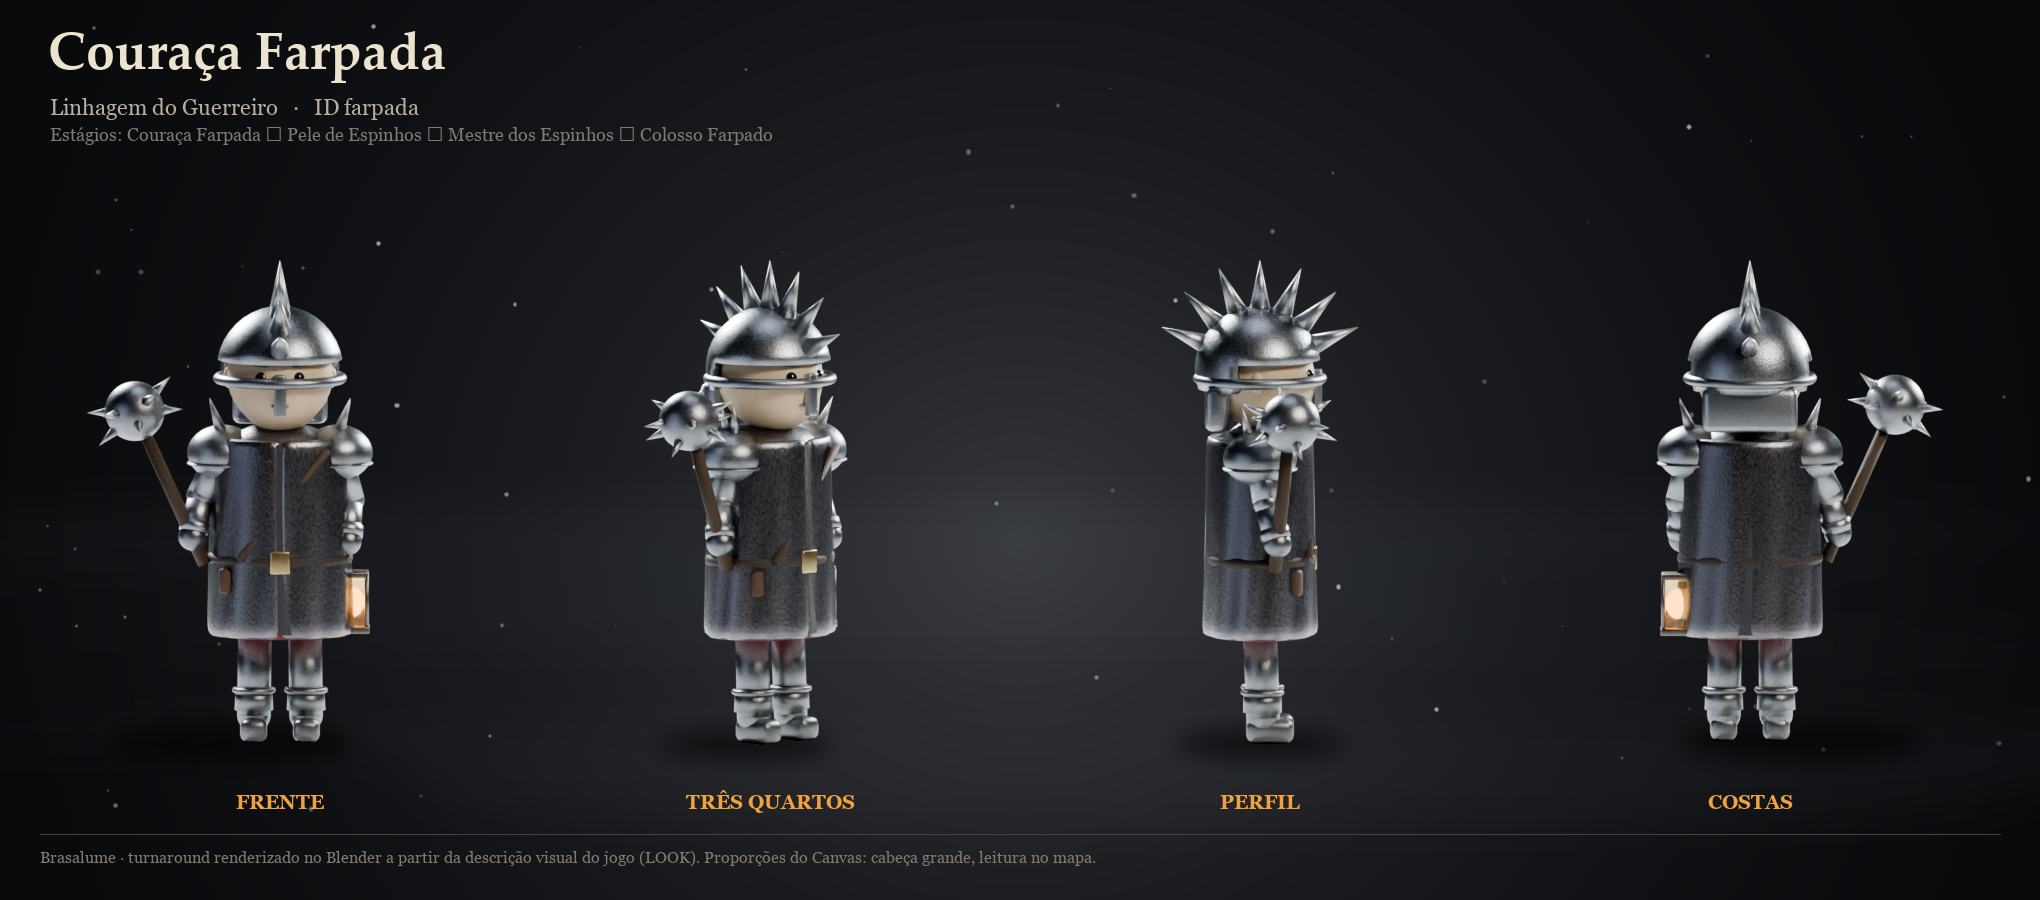 Couraça Farpada
Linhagem do Guerreiro · ID farpada
Estágios: Couraça Farpada □ Pele de Espinhos □ Mestre dos Espinhos □ Colosso Farpado
FRENTE
TRÊS QUARTOS
PERFIL
COSTAS
Brasalume · turnaround renderizado no Blender a partir da descrição visual do jogo (LOOK). Proporções do Canvas: cabeça grande, leitura no mapa.